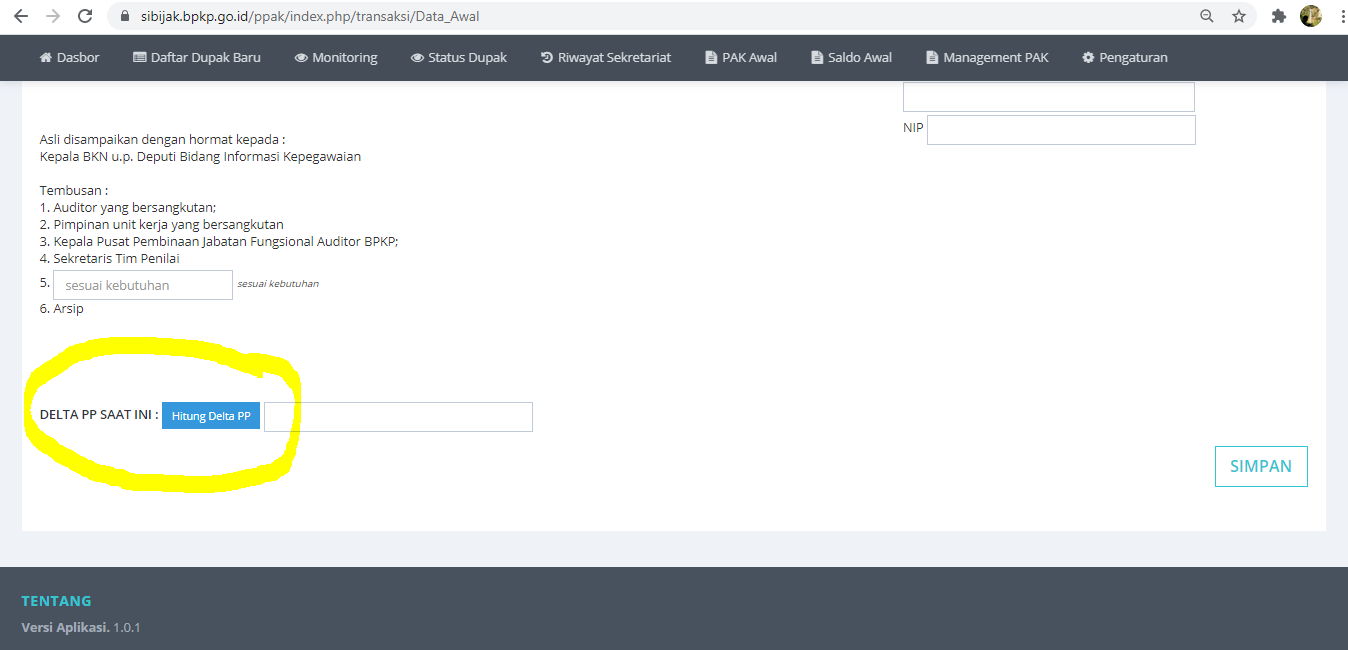 sibijak.bpkp.go.id/ppak/index.php/transaksi/Data_Awal
Dasbor Daftar Dupak Baru Monitoring Status Dupak Riwayat Sekretariat PAK Awal Saldo Awal Management PAK Pengaturan
NIP
Asli disampaikan dengan hormat kepada :
Kepala BKN u.p. Deputi Bidang Informasi Kepegawaian
Tembusan :
1. Auditor yang bersangkutan;
2. Pimpinan unit kerja yang bersangkutan
3. Kepala Pusat Pembinaan Jabatan Fungsional Auditor BPKP;
4. Sekretaris Tim Penilai
5. sesuai kebutuhan sesuai kebutuhan
6. Arsip
DELTA PP SAAT INI : Hitung Delta PP
SIMPAN
TENTANG
Versi Aplikasi. 1.0.1